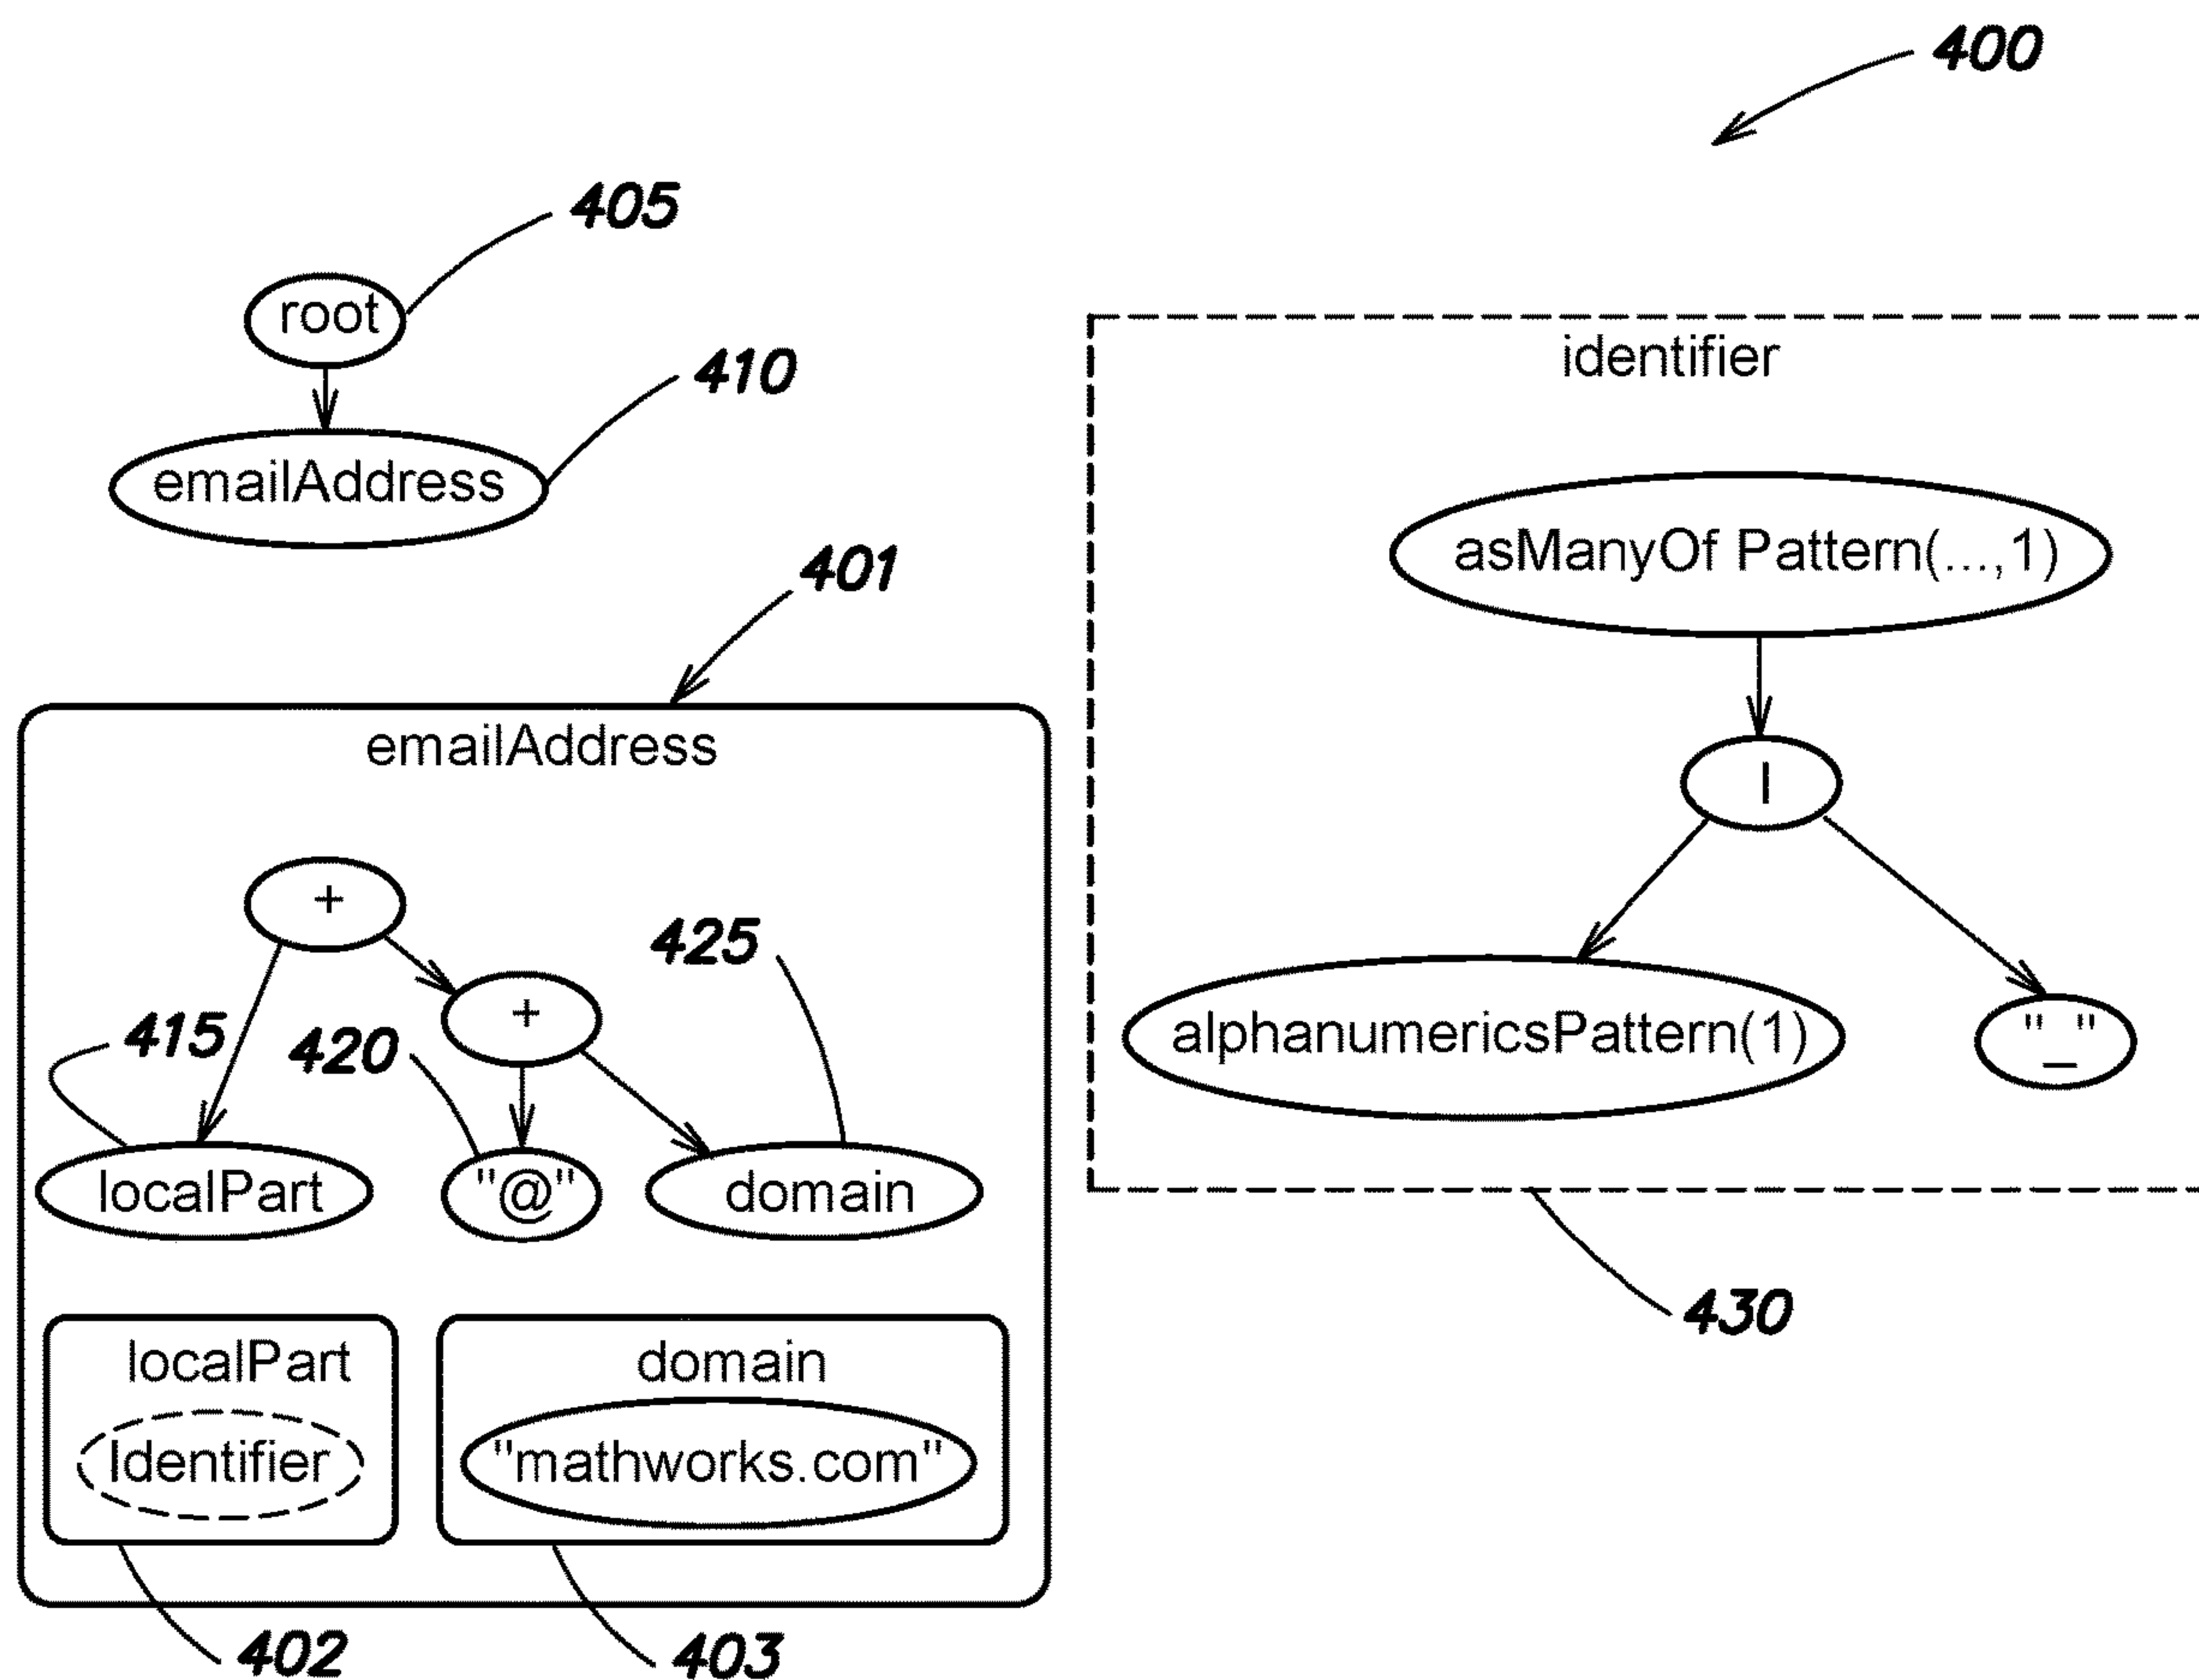 400
405
root
410
emailAddress
401
emailAddress
+
+
425
415
420
localPart
"@"
domain
localPart
Identifier
domain
"mathworks.com"
402
403
identifier
asManyOf Pattern(...,1)
|
alphanumericsPattern(1)
"_"
430